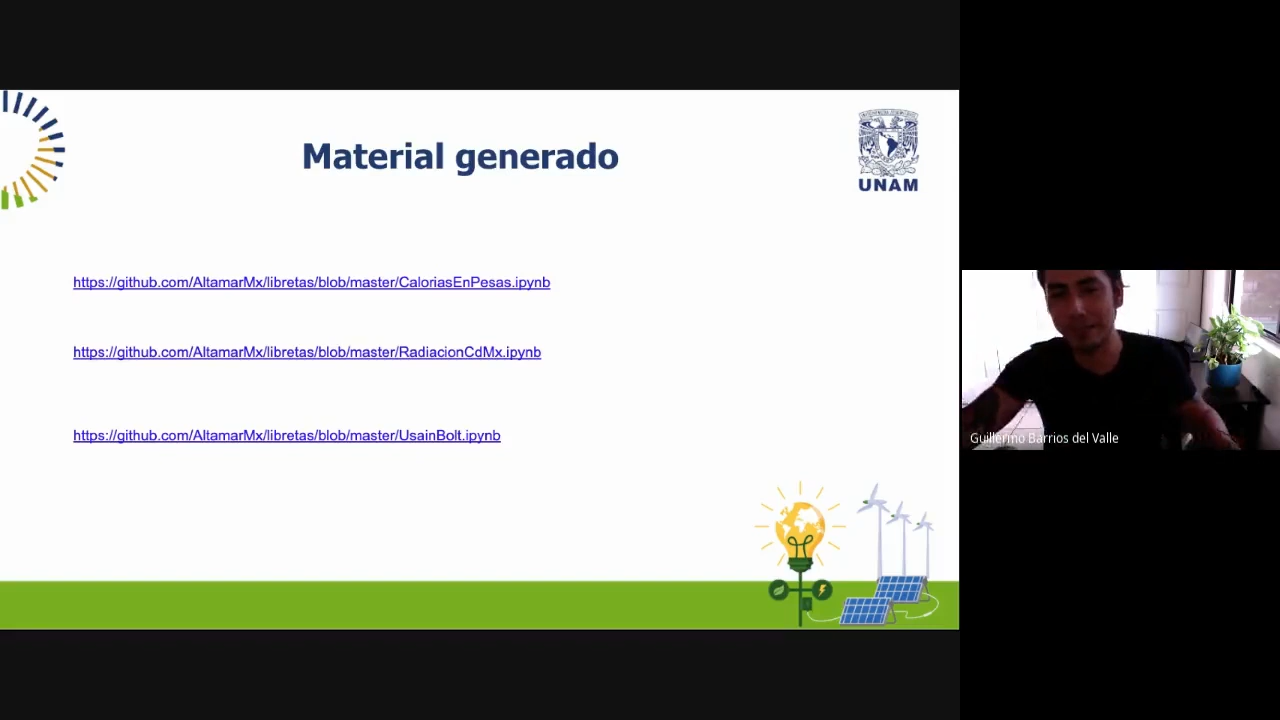 Material generado
UNAM
https://github.com/AltamarMx/libretas/blob/master/CaloriasEnPesas.ipynb
https://github.com/AltamarMx/libretas/blob/master/RadiacionCdMx.ipynb
https://github.com/AltamarMx/libretas/blob/master/UsainBolt.ipynb
Guillermo Barrios del Valle